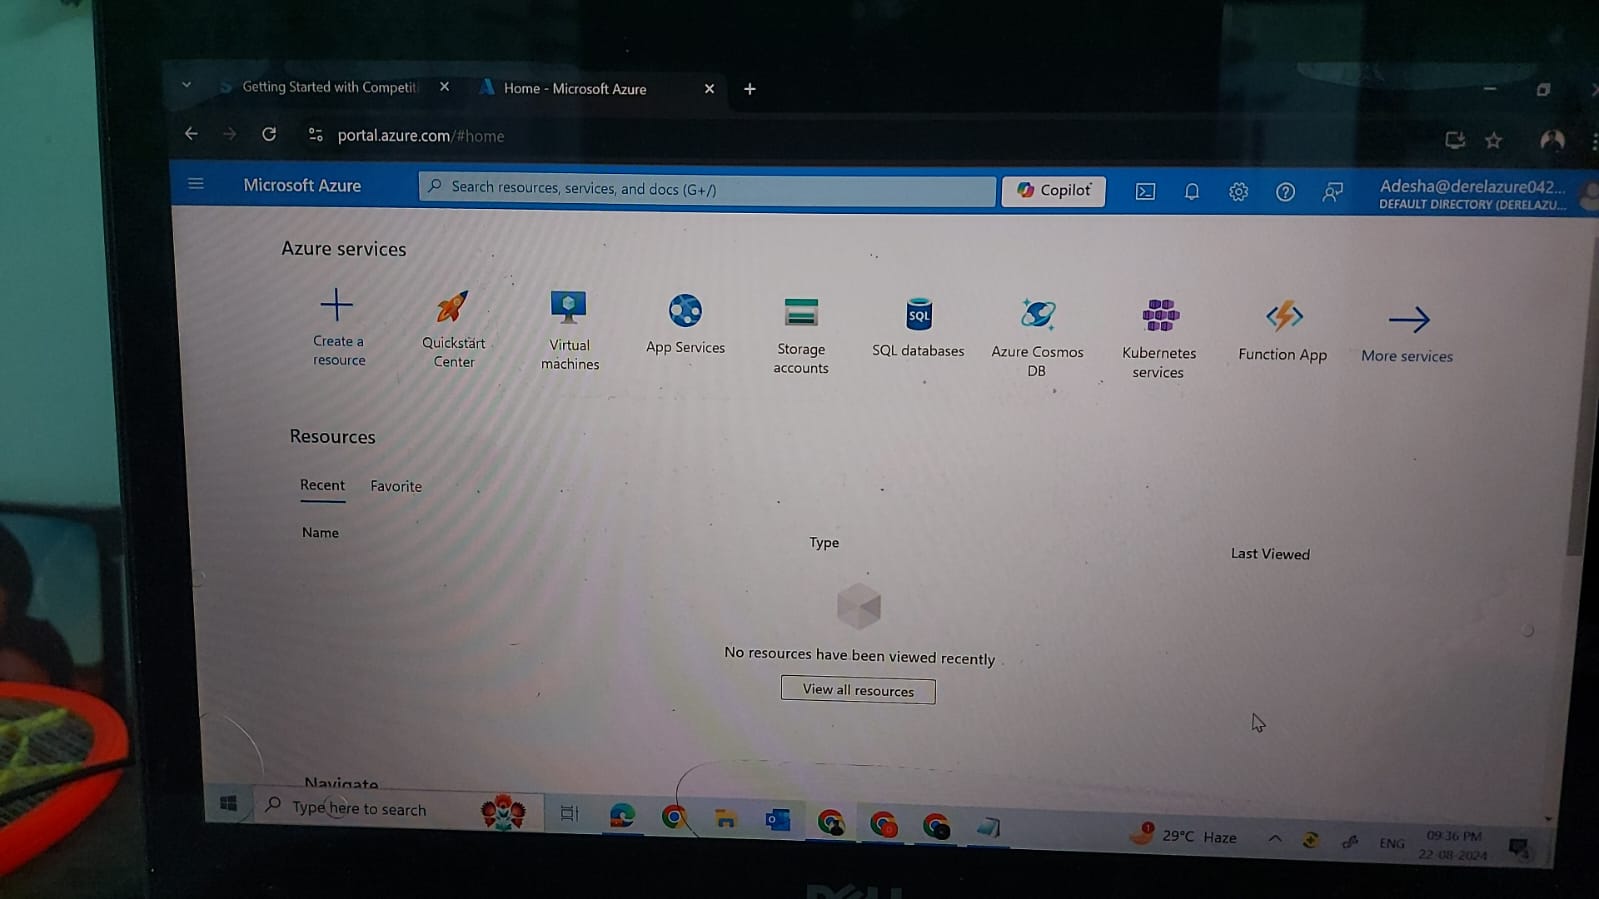 Getting Started with Competit
Home - Microsoft Azure
portal.azure.com/#home
Microsoft Azure
Search resources, services, and docs (G+/)
Copilot
Adesha@derelazure042...
DEFAULT DIRECTORY (DERELAZU...
Azure services
Create a
resource
Quickstart
Center
Virtual
machines
App Services
Storage
accounts
SQL
SQL databases
Azure Cosmos
DB
Kubernetes
services
Function App
More services
Resources
Recent
Favorite
Name
Type
Last Viewed
No resources have been viewed recently
View all resources
Navigate
Type here to search
29°C Haze
ENG
09:36 PM
22-08-2024
DELL